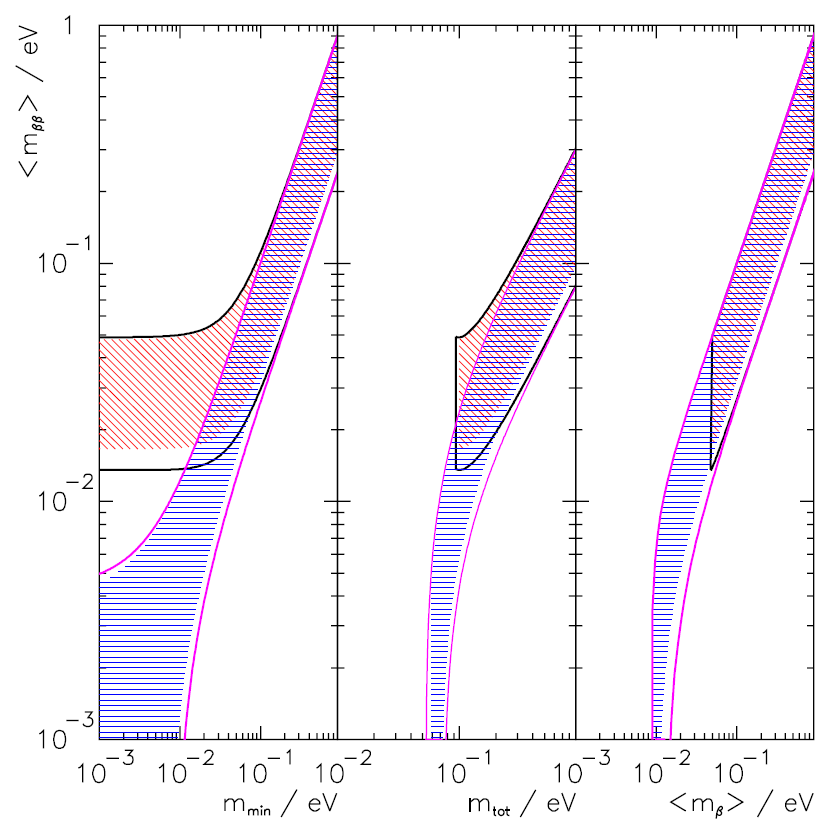 <m_ββ> / eV
1
10^-1
10^-2
10^-3
10^-3 10^-2 10^-1 10^-2 10^-1 10^-3 10^-2 10^-1
m_min / eV m_tot / eV <m_β> / eV